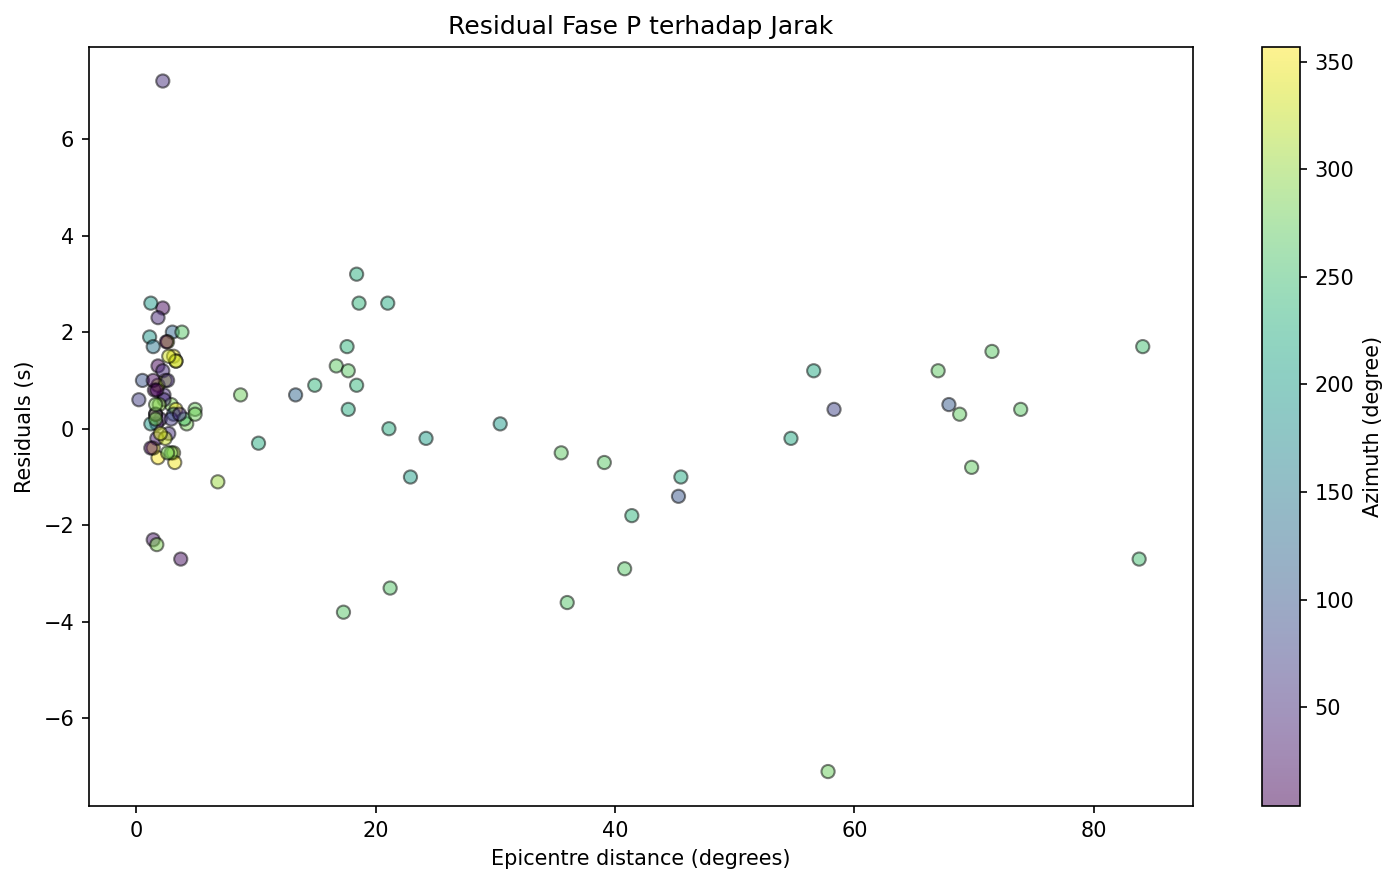 Residual Fase P terhadap Jarak
6
4
2
0
−2
−4
−6
Residuals (s)
0 20 40 60 80
Epicentre distance (degrees)
350
300
250
200
150
100
50
Azimuth (degree)